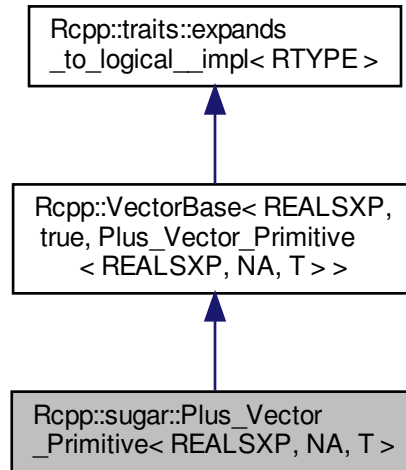 Rcpp::traits::expands
_to_logical__impl< RTYPE >
Rcpp::VectorBase< REALSXP,
true, Plus_Vector_Primitive
< REALSXP, NA, T > >
Rcpp::sugar::Plus_Vector
_Primitive< REALSXP, NA, T >